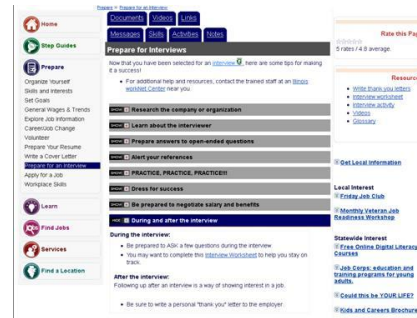 Prepare > Prepare for an Interview
Home
Step Guides
Prepare
Organize Yourself
Skills and Interests
Set Goals
General Wages & Trends
Explore Job Information
Career/Job Change
Volunteer
Prepare Your Resume
Write a Cover Letter
Prepare for an Interview
Apply for a Job
Workplace Skills
Learn
Find Jobs
Services
Find a Location
Documents Videos Links
Messages Skills Activities Notes
Prepare for Interviews
Now that you have been selected for an interview, here are some tips for making
it a success!
For additional help and resources, contact the trained staff at an Illinois
workNet Center near you.
Research the company or organization
Learn about the interviewer
Prepare answers to open-ended questions
Alert your references
PRACTICE, PRACTICE, PRACTICE!!!
Dress for success
Be prepared to negotiate salary and benefits
During and after the interview
During the interview:
Be prepared to ASK a few questions during the interview
You may want to complete this Interview Worksheet to help you stay
on track.
After the interview:
Following up after an interview is a way of showing interest in a job.
Be sure to write a personal "thank you" letter to the employer
Rate this Pag
5 rates / 4.8 average.
Resourc
Write thank you letters
Interview worksheet
Interview activity
Videos
Glossary
Get Local Information
Local Interest
Friday Job Club
Monthly Veteran Job
Readiness Workshop
Statewide Interest
Free Online Digital Literacy
Courses
Job Corps: education and
training programs for young
adults.
Could this be YOUR LIFE?
Kids and Careers Brochure